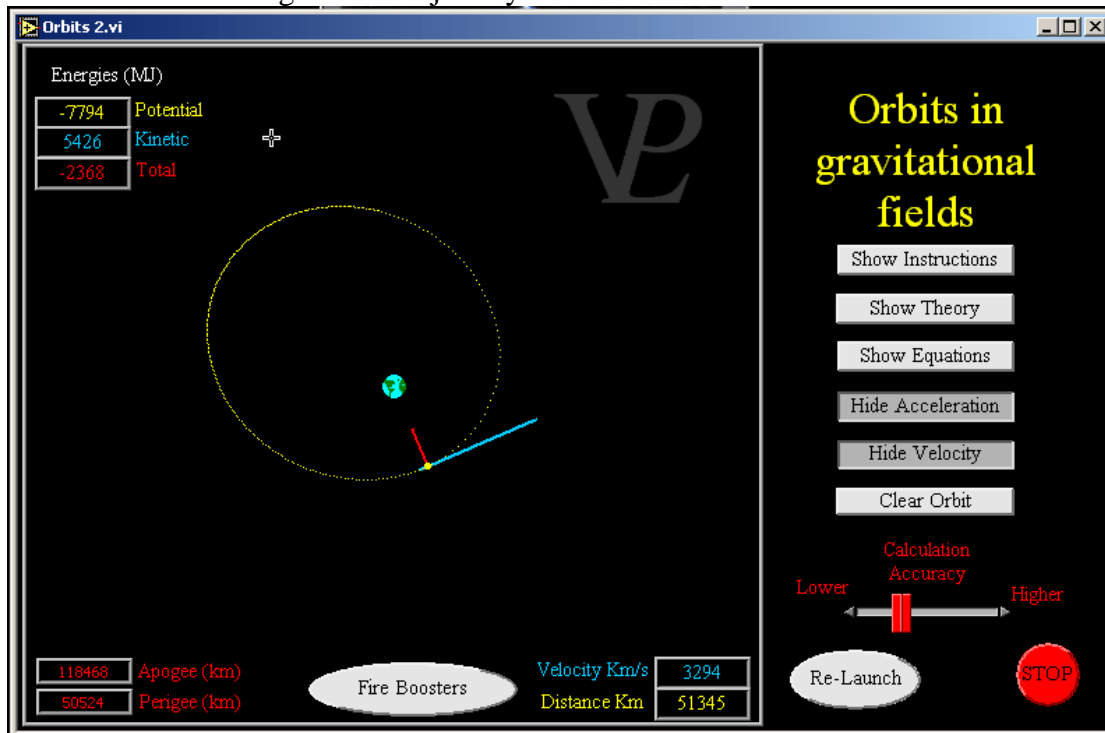 Orbits 2.vi
Energies (MJ)
-7794 Potential
5426 Kinetic
-2368 Total
VPL
Orbits in
gravitational
fields
Show Instructions
Show Theory
Show Equations
Hide Acceleration
Hide Velocity
Clear Orbit
Calculation
Accuracy
Lower
Higher
118468 Apogee (km)
50524 Perigee (km)
Fire Boosters
Velocity Km/s 3294
Distance Km 51345
Re-Launch
STOP